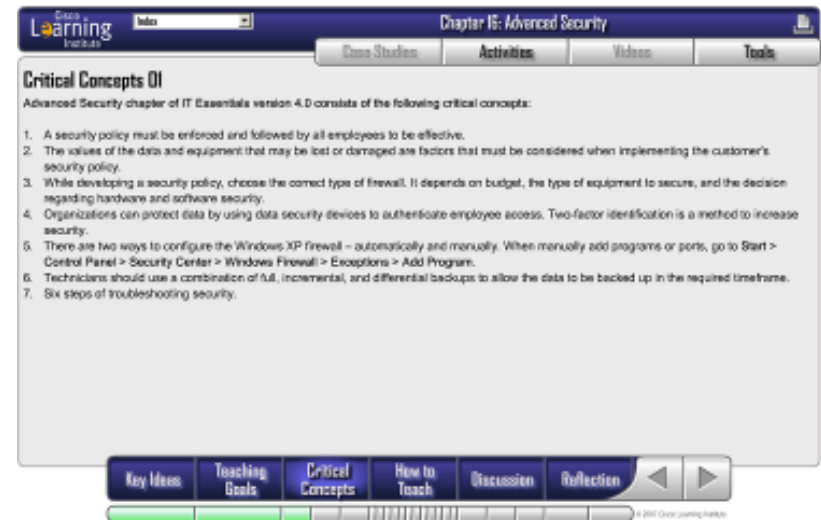 Cisco
Learning
Institute
Index
Chapter 16: Advanced Security
Case Studies
Activities
Videos
Tools
Critical Concepts 01
Advanced Security chapter of IT Essentials version 4.0 consists of the following critical concepts:
1. A security policy must be enforced and followed by all employees to be effective.
2. The values of the data and equipment that may be lost or damaged are factors that must be considered when implementing the customer's
security policy.
3. While developing a security policy, choose the correct type of firewall. It depends on budget, the type of equipment to secure, and the decision
regarding hardware and software security.
4. Organizations can protect data by using data security devices to authenticate employee access. Two-factor identification is a method to increase
security.
5. There are two ways to configure the Windows XP firewall – automatically and manually. When manually add programs or ports, go to Start >
Control Panel > Security Center > Windows Firewall > Exceptions > Add Program.
6. Technicians should use a combination of full, incremental, and differential backups to allow the data to be backed up in the required timeframe.
7. Six steps of troubleshooting security.
Key Ideas
Teaching
Goals
Critical
Concepts
How to
Teach
Discussion
Reflection
© 2007 Cisco Learning Institute